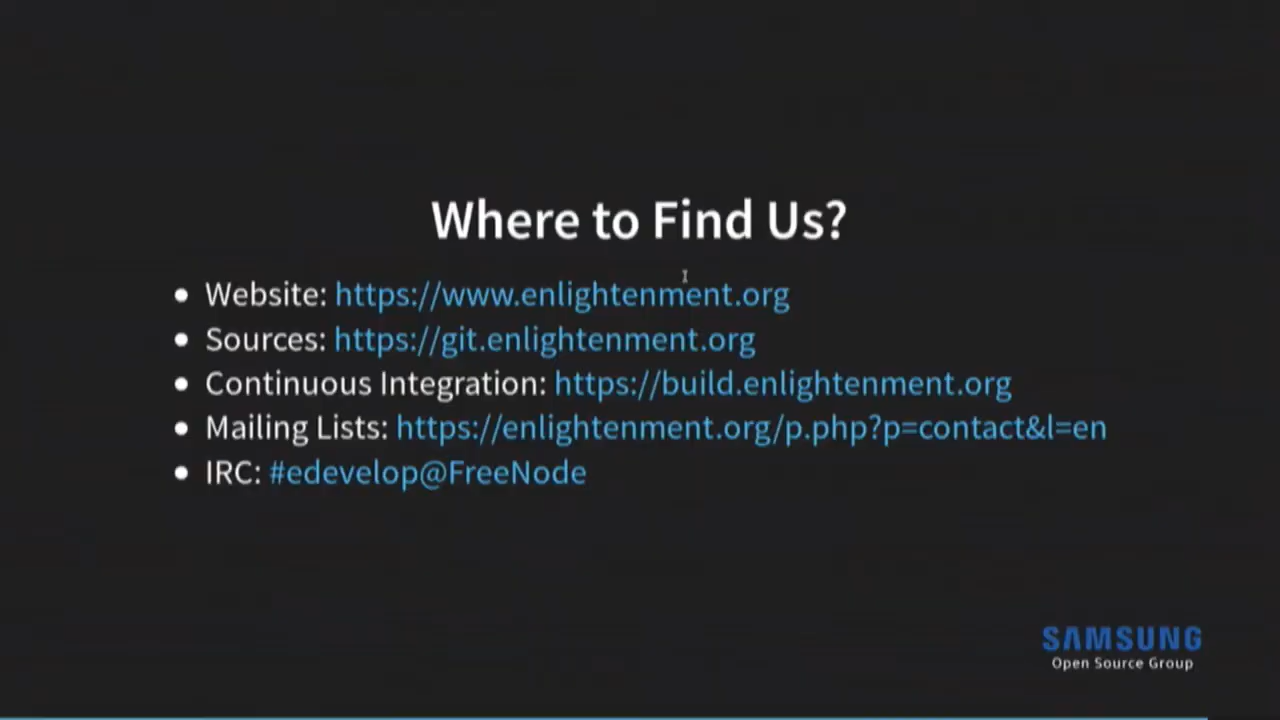 Where to Find Us?
Website: https://www.enlightenment.org
Sources: https://git.enlightenment.org
Continuous Integration: https://build.enlightenment.org
Mailing Lists: https://enlightenment.org/p.php?p=contact&l=en
IRC: #edevelop@FreeNode
SAMSUNG
Open Source Group